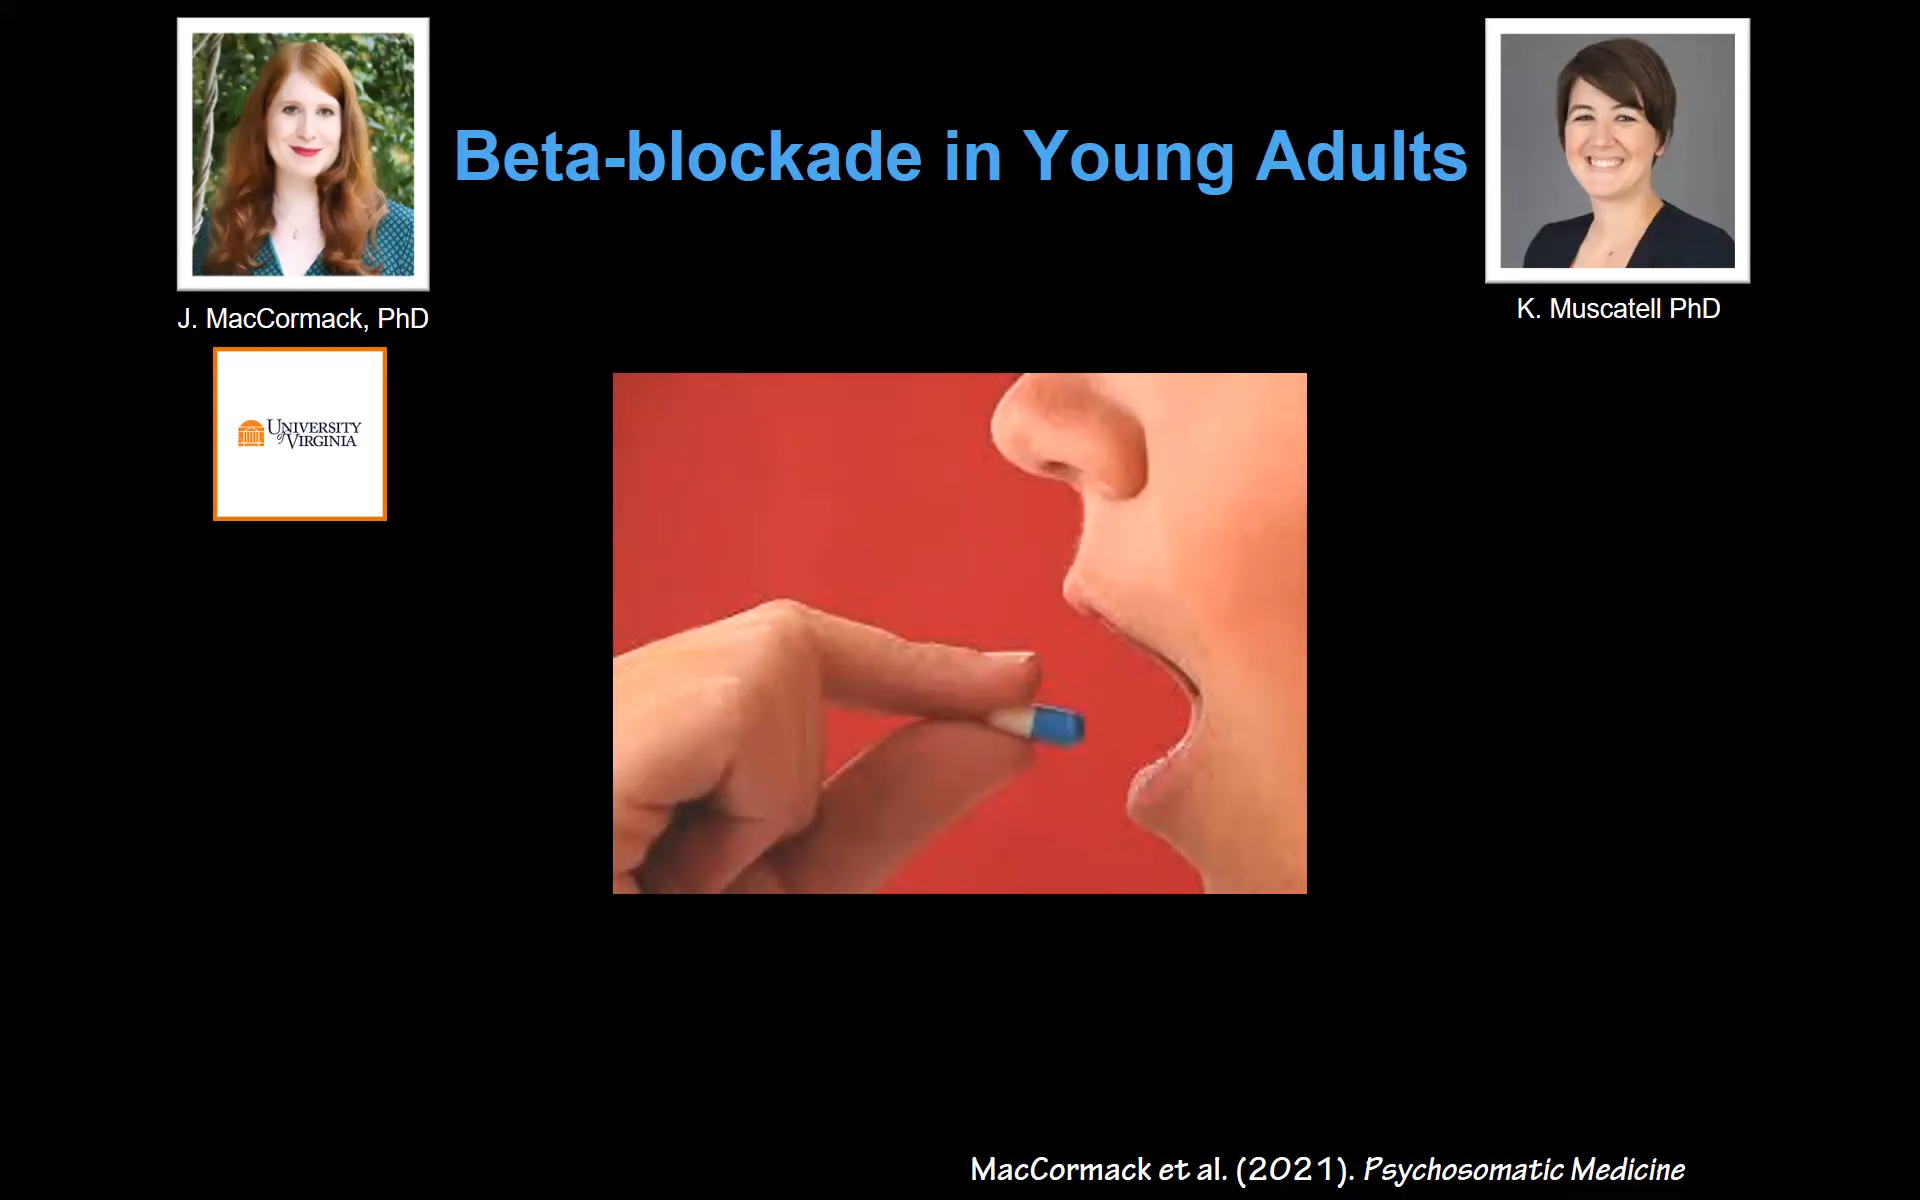 Beta-blockade in Young Adults
J. MacCormack, PhD
K. Muscatell PhD
UNIVERSITY
of VIRGINIA
MacCormack et al. (2021). Psychosomatic Medicine